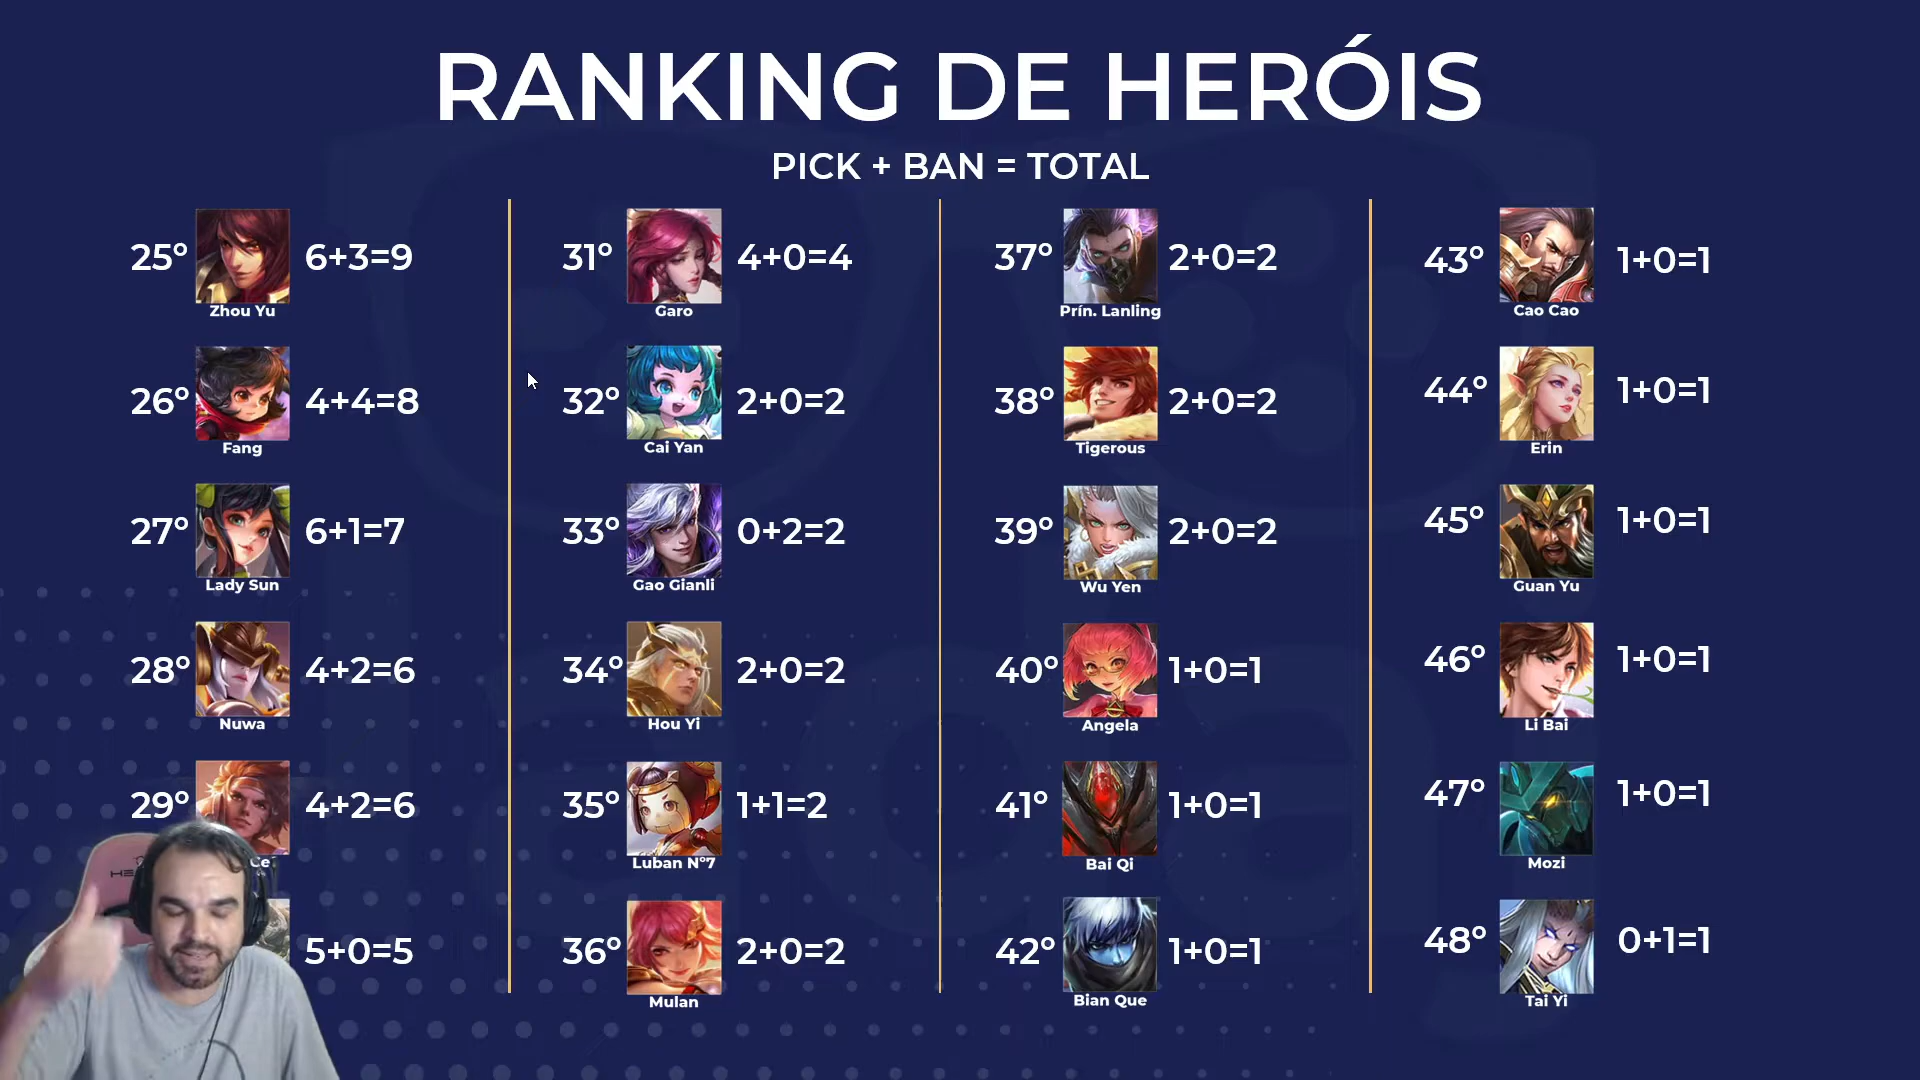 RANKING DE HERÓIS
PICK + BAN = TOTAL
25º 6+3=9
Zhou Yu
26º 4+4=8
Fang
27º 6+1=7
Lady Sun
28º 4+2=6
Nuwa
29º 4+2=6
5+0=5
31º 4+0=4
Garo
32º 2+0=2
Cai Yan
33º 0+2=2
Gao Gianli
34º 2+0=2
Hou Yi
35º 1+1=2
Luban Nº7
36º 2+0=2
Mulan
37º 2+0=2
Prín. Lanling
38º 2+0=2
Tigerous
39º 2+0=2
Wu Yen
40º 1+0=1
Angela
41º 1+0=1
Bai Qi
42º 1+0=1
Bian Que
43º 1+0=1
Cao Cao
44º 1+0=1
Erin
45º 1+0=1
Guan Yu
46º 1+0=1
Li Bai
47º 1+0=1
Mozi
48º 0+1=1
Tai Yi